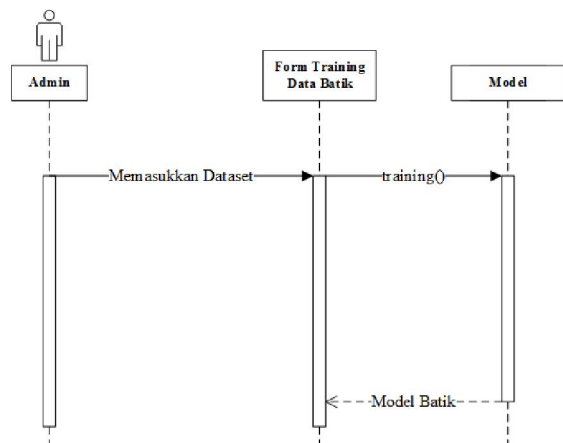 Admin
Form Training
Data Batik
Model
Memasukkan Dataset
training()
Model Batik